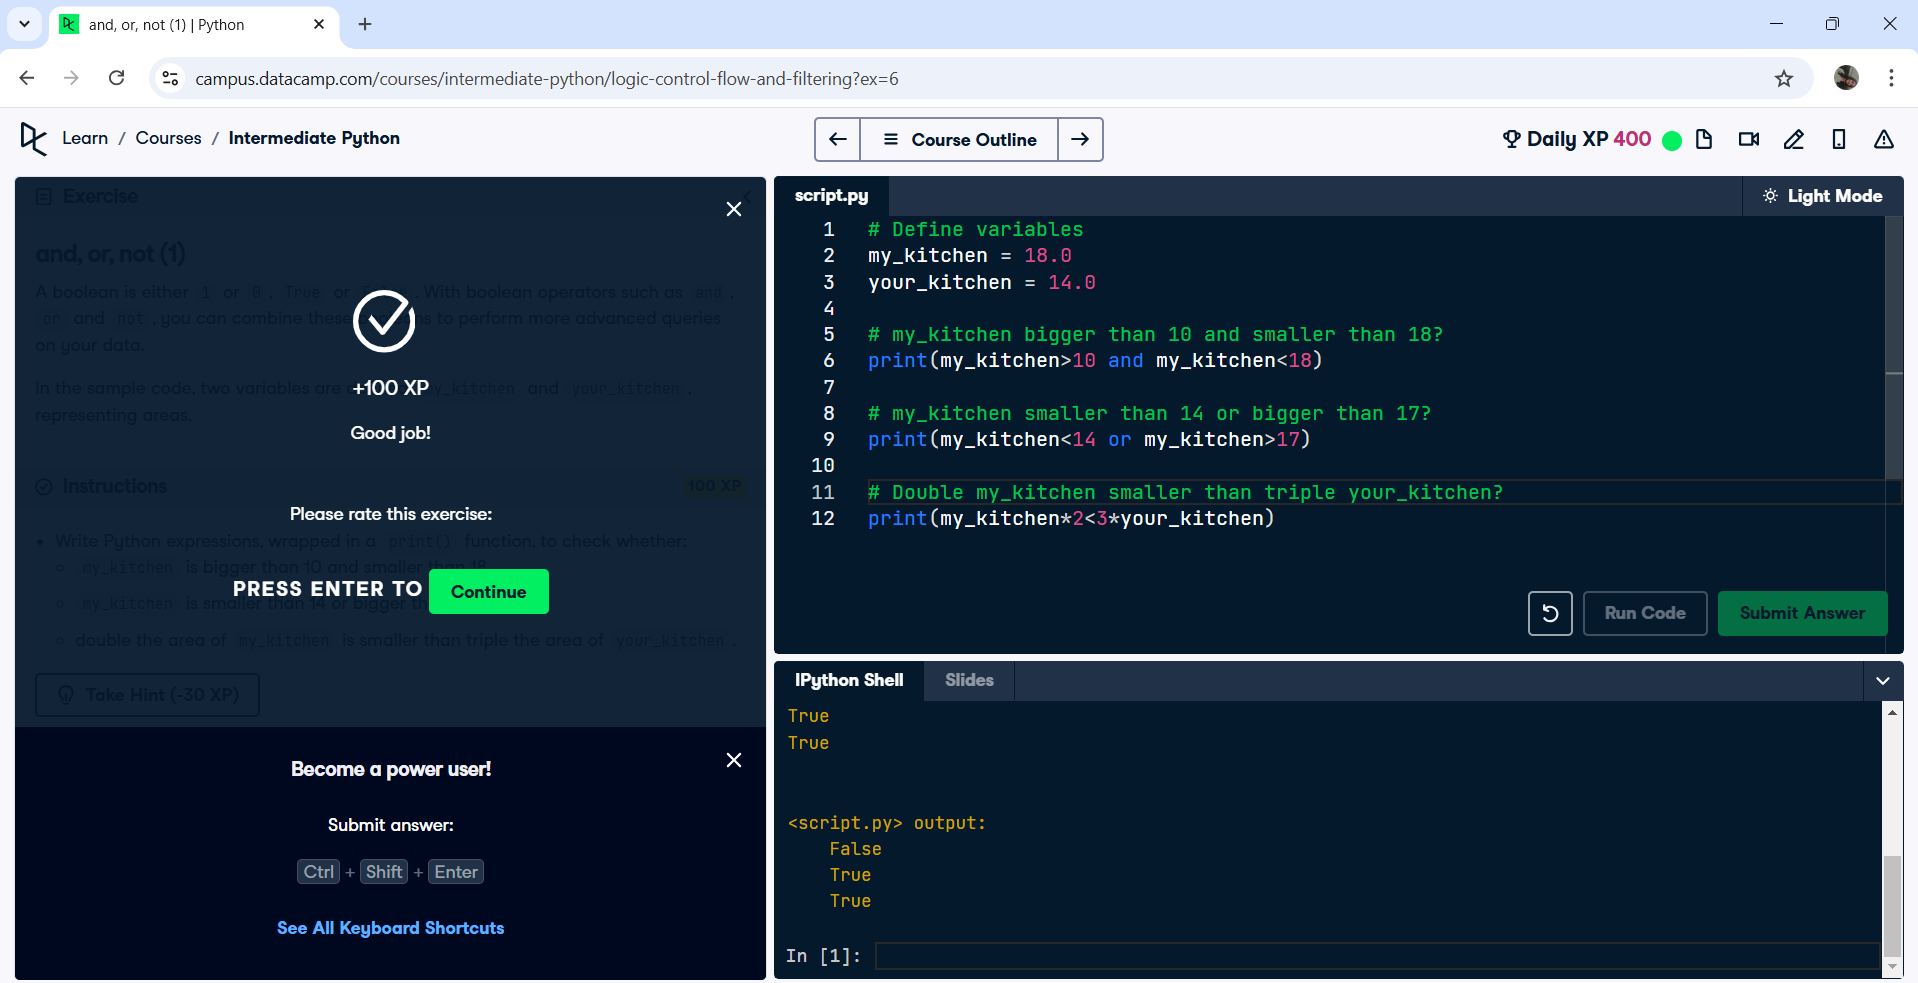 and, or, not (1) | Python
campus.datacamp.com/courses/intermediate-python/logic-control-flow-and-filtering?ex=6
Learn / Courses / Intermediate Python
Course Outline
Daily XP 400
Exercise
and, or, not (1)
A boolean is either 1 or 0, True or . With boolean operators such as and,
or and not, you can combine these to perform more advanced queries
on your data.
In the sample code, two variables are my_kitchen and your_kitchen,
representing areas.
+100 XP
Good job!
Instructions
100 XP
Please rate this exercise:
• Write Python expressions, wrapped in a print() function, to check whether:
my_kitchen is bigger than 10 and smaller than 18
PRESS ENTER TO Continue
my_kitchen is smaller than 14 or bigger
double the area of my_kitchen is smaller than triple the area of your_kitchen.
Take Hint (-30 XP)
Become a power user!
Submit answer:
Ctrl + Shift + Enter
See All Keyboard Shortcuts
script.py
Light Mode
1 # Define variables
2 my_kitchen = 18.0
3 your_kitchen = 14.0
4
5 # my_kitchen bigger than 10 and smaller than 18?
6 print(my_kitchen>10 and my_kitchen<18)
7
8 # my_kitchen smaller than 14 or bigger than 17?
9 print(my_kitchen<14 or my_kitchen>17)
10
11 # Double my_kitchen smaller than triple your_kitchen?
12 print(my_kitchen*2<3*your_kitchen)
Run Code
Submit Answer
IPython Shell
Slides
True
True
<script.py> output:
False
True
True
In [1]: